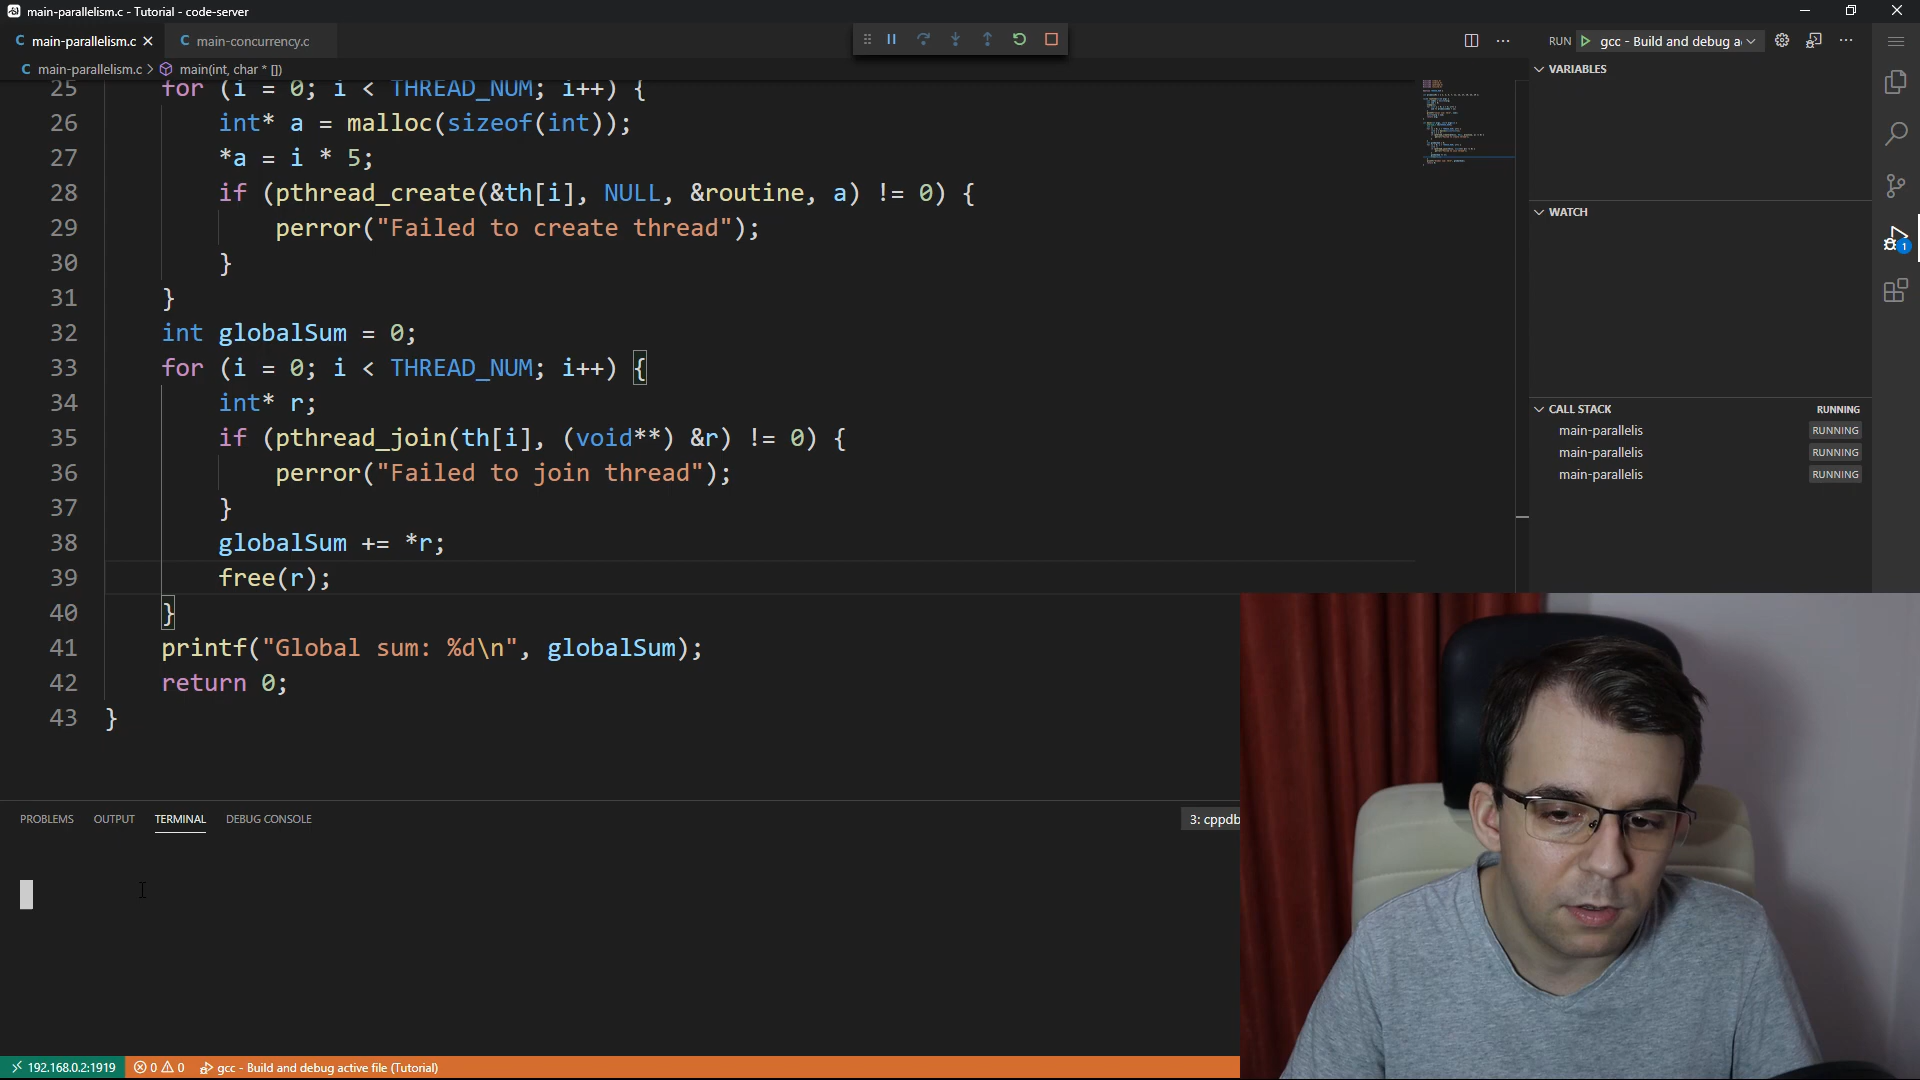 main-parallelism.c - Tutorial - code-server
main-parallelism.c
main-concurrency.c
RUN gcc - Build and debug a
main-parallelism.c > main(int, char * [])
25 for (i = 0; i < THREAD_NUM; i++) {
26 int* a = malloc(sizeof(int));
27 *a = i * 5;
28 if (pthread_create(&th[i], NULL, &routine, a) != 0) {
29 perror("Failed to create thread");
30 }
31 }
32 int globalSum = 0;
33 for (i = 0; i < THREAD_NUM; i++) {
34 int* r;
35 if (pthread_join(th[i], (void**) &r) != 0) {
36 perror("Failed to join thread");
37 }
38 globalSum += *r;
39 free(r);
40 }
41 printf("Global sum: %d\n", globalSum);
42 return 0;
43 }
VARIABLES
WATCH
CALL STACK RUNNING
main-parallelis RUNNING
main-parallelis RUNNING
main-parallelis RUNNING
1
PROBLEMS OUTPUT TERMINAL DEBUG CONSOLE
3: cppdb
192.168.0.2:1919 0 0 gcc - Build and debug active file (Tutorial)